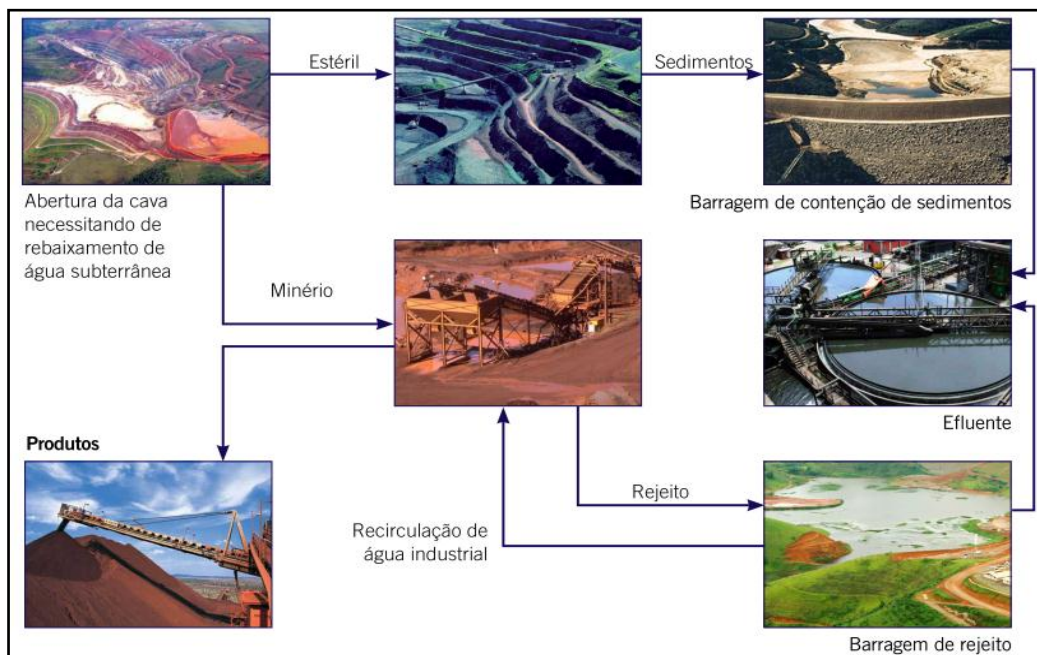 Estéril
Sedimentos
Abertura da cava
necessitando de
rebaixamento de
água subterrânea
Barragem de contenção de sedimentos
Minério
Efluente
Produtos
Rejeito
Recirculação de
água industrial
Barragem de rejeito